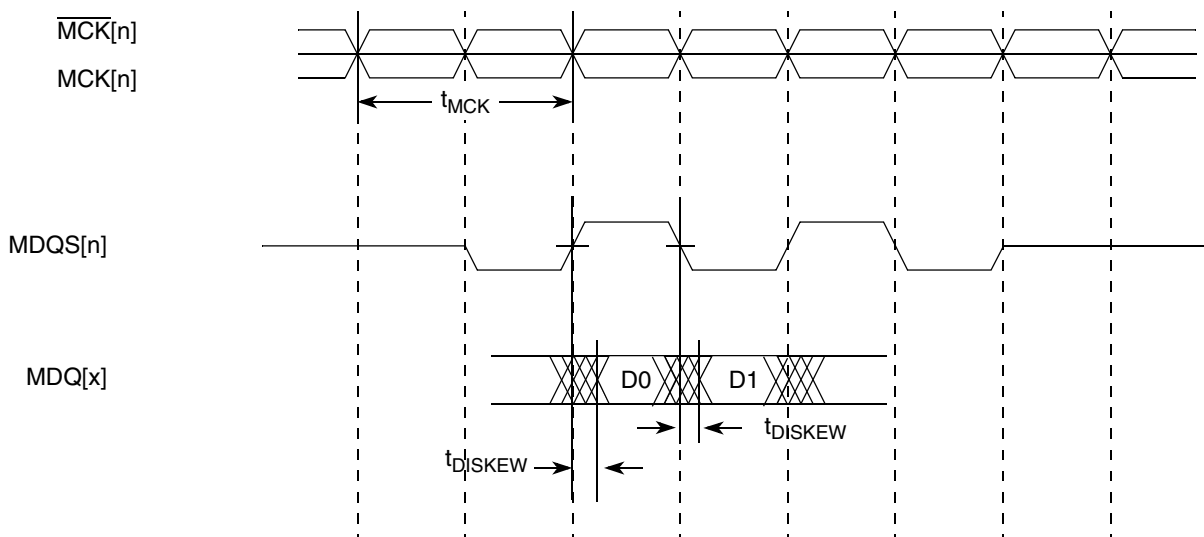 MCK[n]
MCK[n]
tMCK
MDQS[n]
MDQ[x]
D0
D1
tDISKEW
tDISKEW